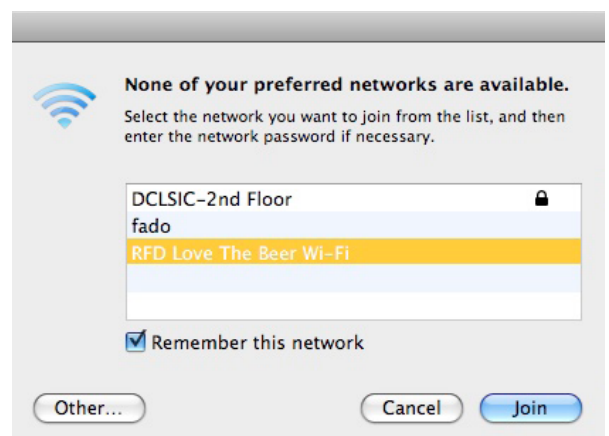 None of your preferred networks are available.
Select the network you want to join from the list, and then
enter the network password if necessary.
DCLSIC-2nd Floor
fado
RFD Love The Beer Wi-Fi
Remember this network
Other...
Cancel
Join